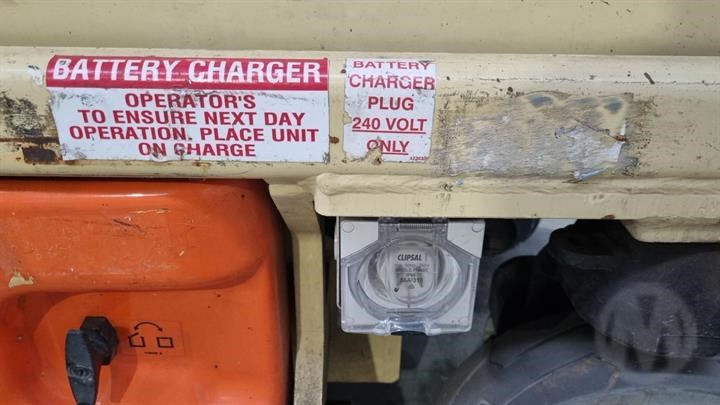 BATTERY CHARGER
OPERATOR'S
TO ENSURE NEXT DAY
OPERATION. PLACE UNIT
ON CHARGE
BATTERY
CHARGER
PLUG
240 VOLT
ONLY
CLIPSAL